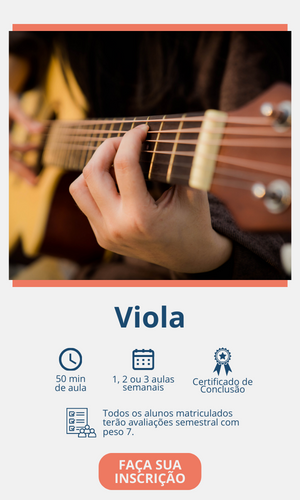 Viola
50 min
de aula
1, 2 ou 3 aulas
semanais
Certificado de
Conclusão
Todos os alunos matriculados
terão avaliações semestral com
peso 7.
FAÇA SUA
INSCRIÇÃO